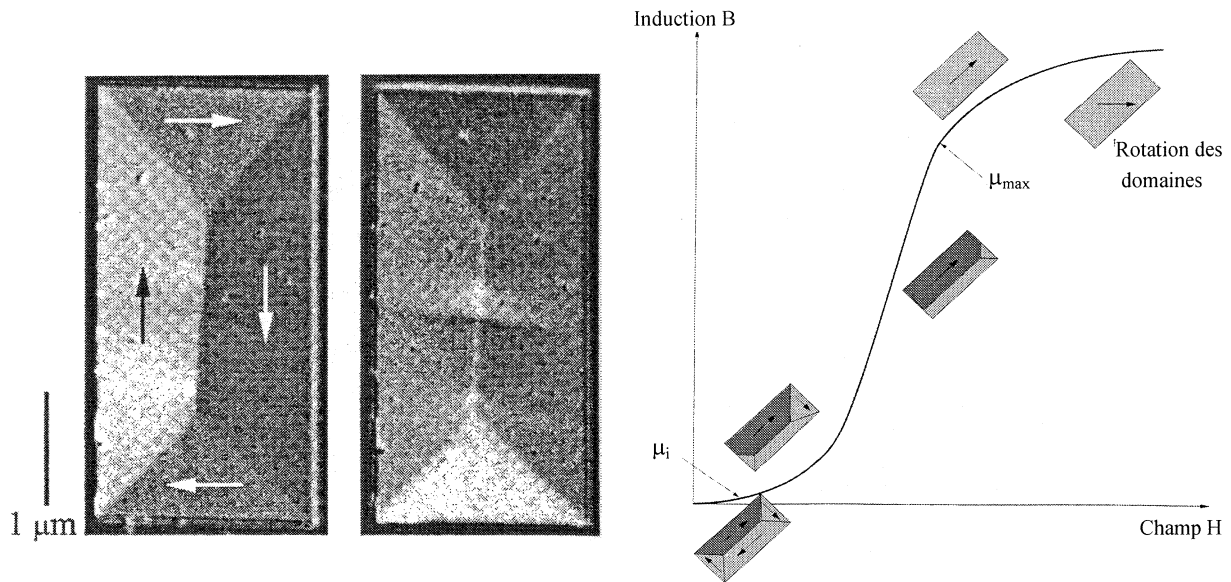 1 µm
Induction B
Rotation des
domaines
µmax
µi
Champ H